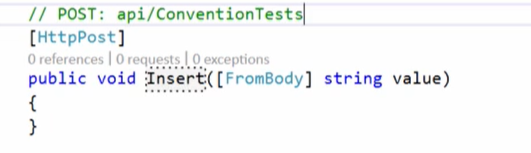 // POST: api/ConventionTests
[HttpPost]
0 references | 0 requests | 0 exceptions
public void Insert([FromBody] string value)
{
}